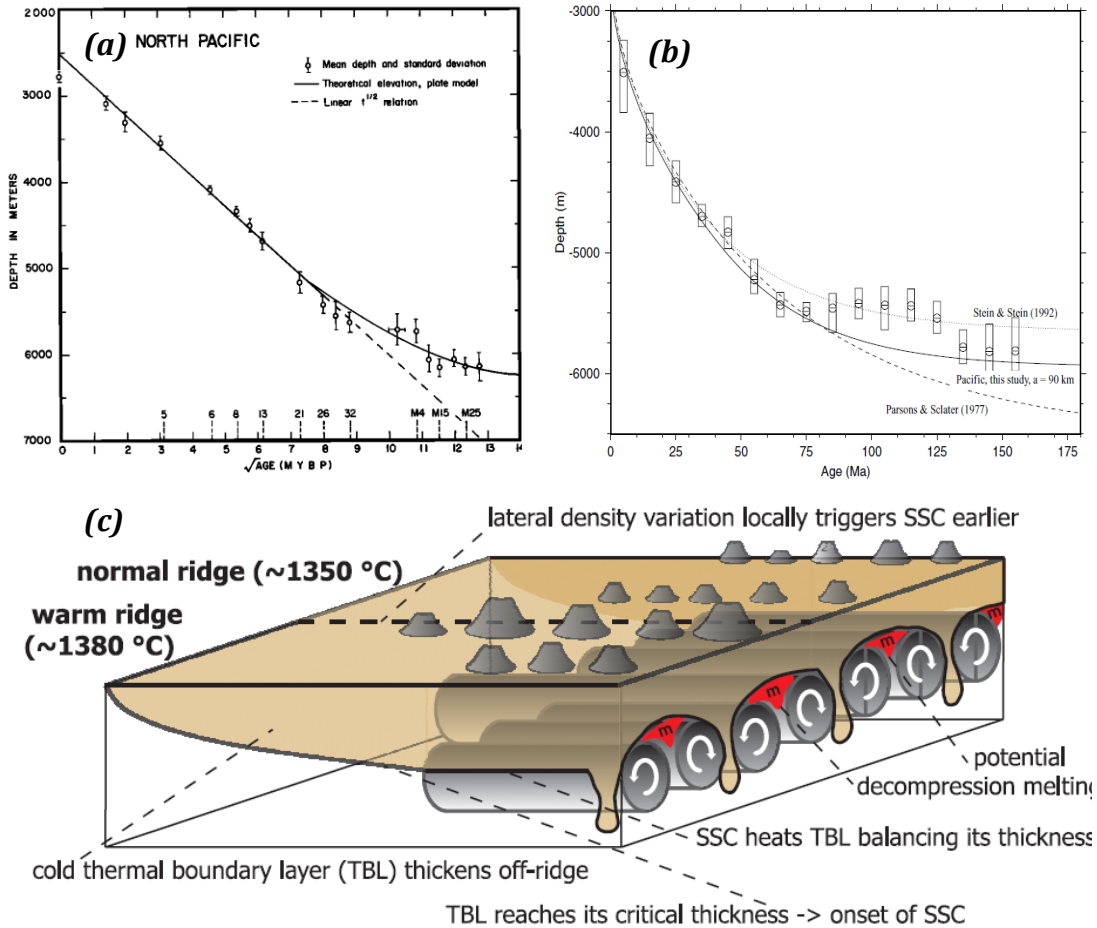 (a) NORTH PACIFIC
Mean depth and standard deviation
Theoretical elevation, plate model
Linear t^1/2 relation
DEPTH IN METERS
2000
3000
4000
5000
6000
7000
5 6 8 13 21 26 32 M4 M15 M25
0 1 2 3 4 5 6 7 8 9 10 11 12 13 14
√AGE (M Y B P)
(b)
Depth (m)
-3000
-4000
-5000
-6000
Stein & Stein (1992)
Pacific, this study, a = 90 km
Parsons & Sclater (1977)
0 25 50 75 100 125 150 175
Age (Ma)
(c)
lateral density variation locally triggers SSC earlier
normal ridge (~1350 °C)
warm ridge
(~1380 °C)
m m m m
potential
decompression melting
SSC heats TBL balancing its thickness
cold thermal boundary layer (TBL) thickens off-ridge
TBL reaches its critical thickness -> onset of SSC